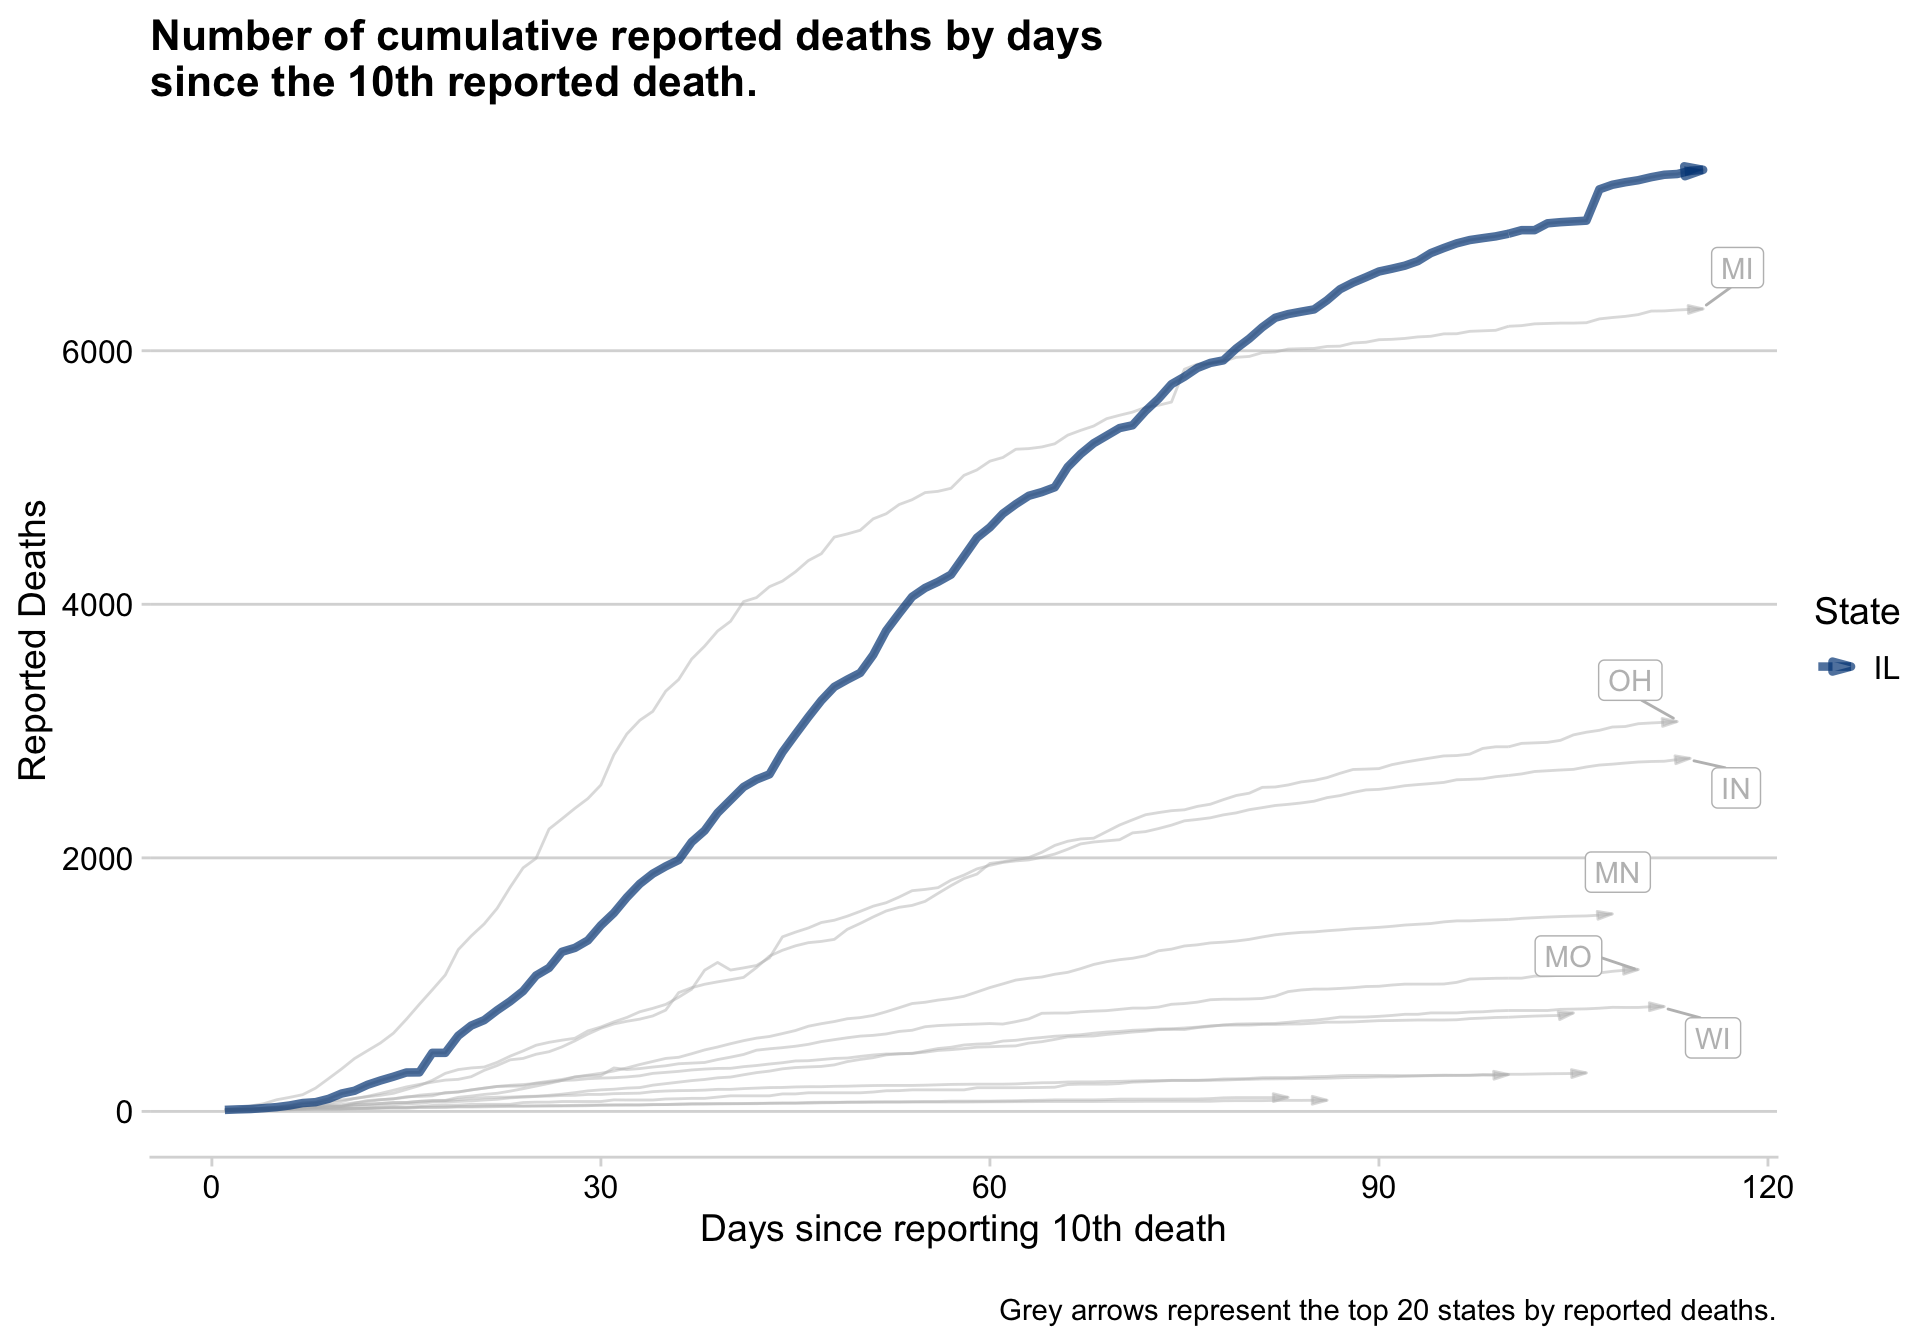 Number of cumulative reported deaths by days
since the 10th reported death.
MI
6000
Reported Deaths
4000
State
IL
OH
IN
2000
MN
MO
WI
0
0 30 60 90 120
Days since reporting 10th death
Grey arrows represent the top 20 states by reported deaths.